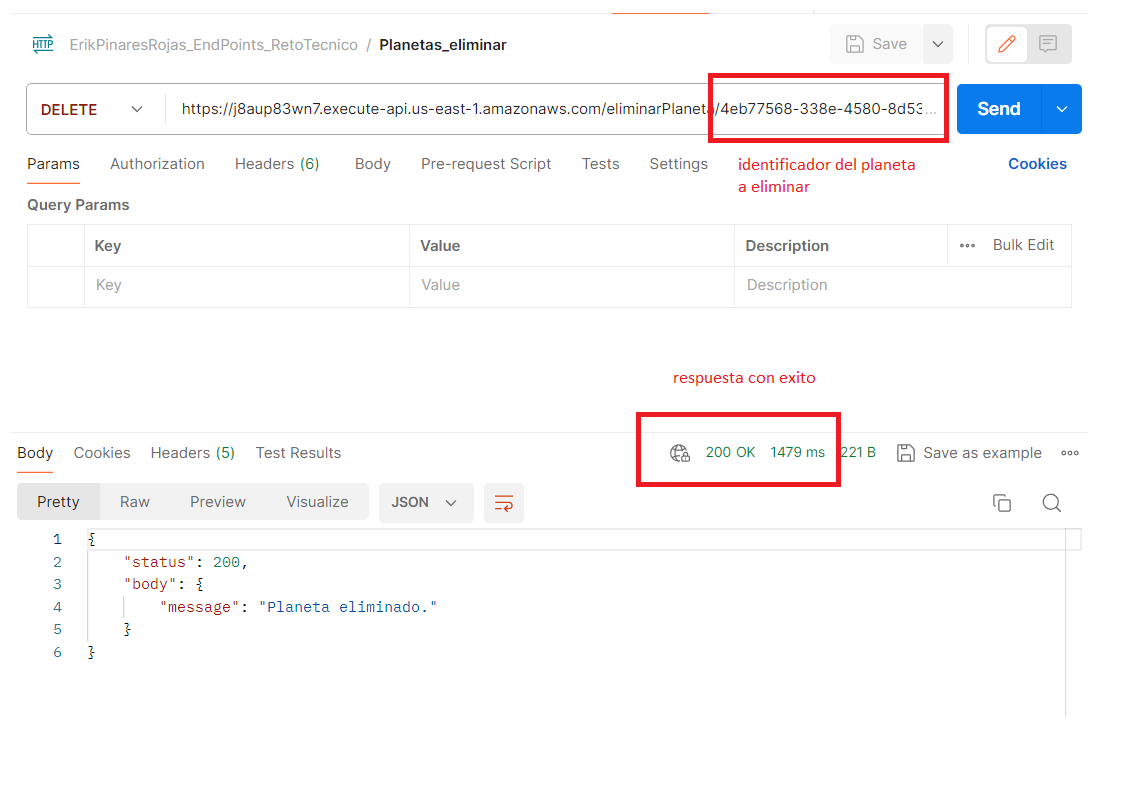 HTTP ErikPinaresRojas_EndPoints_RetoTecnico / Planetas_eliminar Save
DELETE https://j8aup83wn7.execute-api.us-east-1.amazonaws.com/eliminarPlaneta/4eb77568-338e-4580-8d53... Send
Params Authorization Headers (6) Body Pre-request Script Tests Settings Cookies
identificador del planeta
a eliminar
Query Params
Key Value Description ••• Bulk Edit
Key Value Description
respuesta con exito
Body Cookies Headers (5) Test Results 200 OK 1479 ms 221 B Save as example •••
Pretty Raw Preview Visualize JSON
1 {
2 "status": 200,
3 "body": {
4 "message": "Planeta eliminado."
5 }
6 }